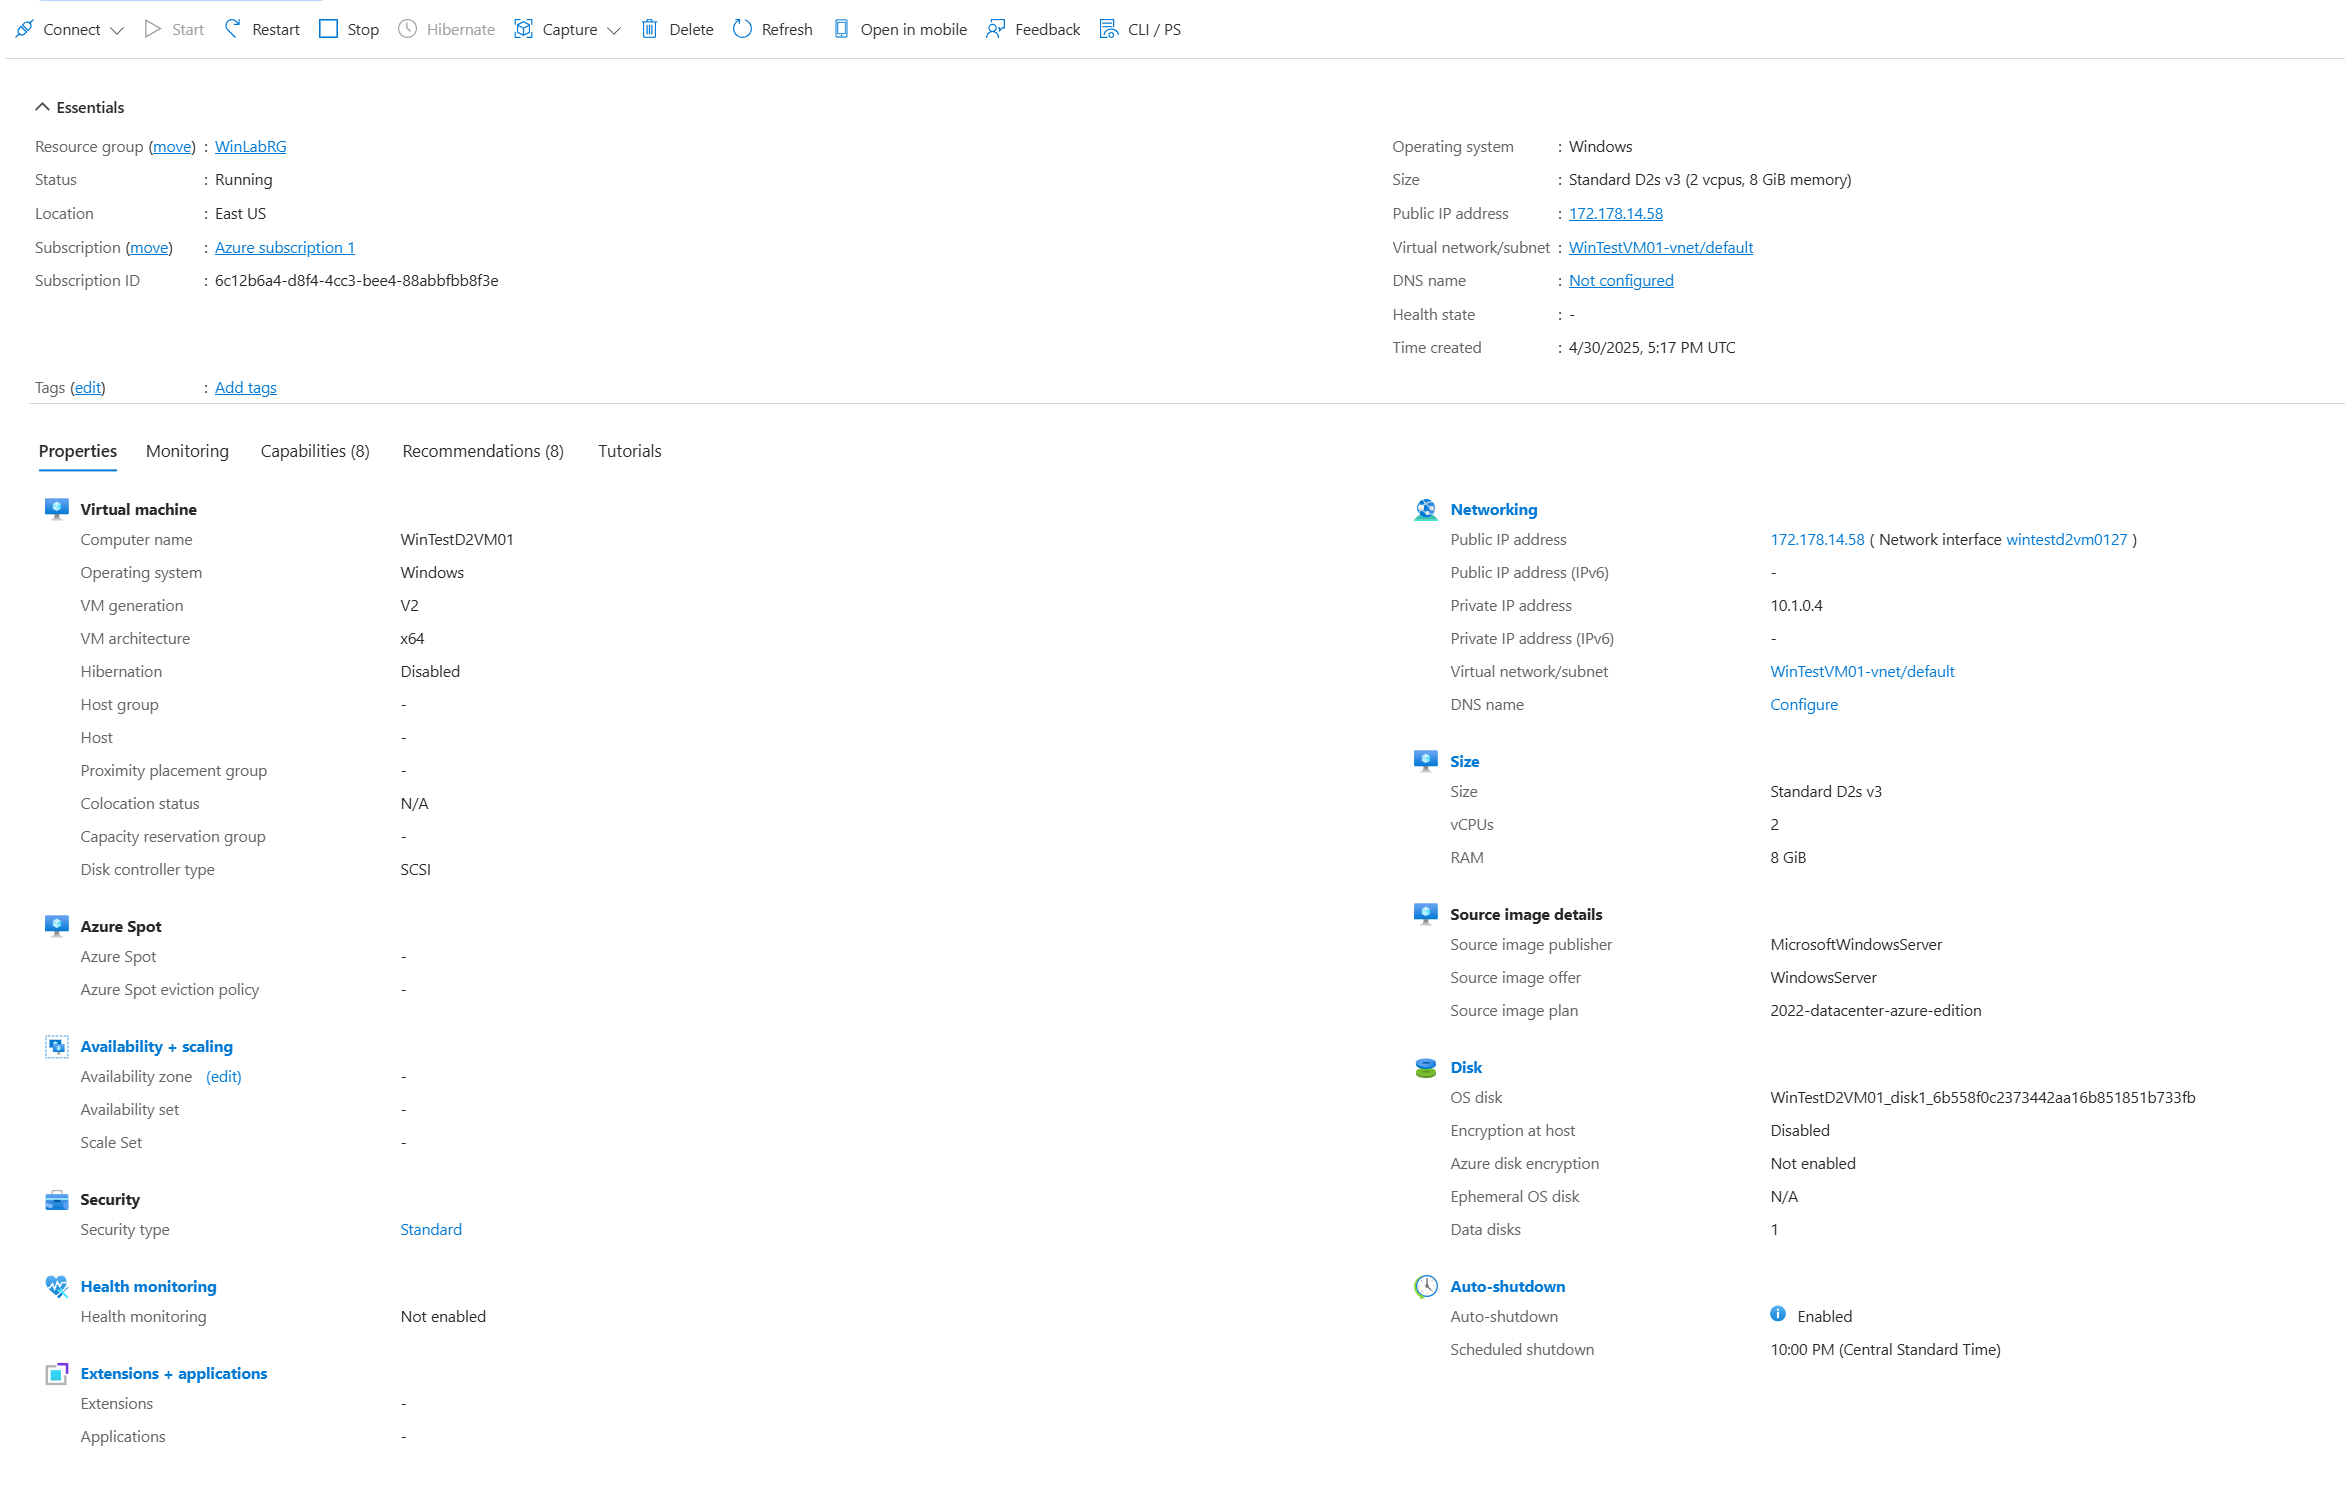 Connect Start Restart Stop Hibernate Capture Delete Refresh Open in mobile Feedback CLI / PS
Essentials
Resource group (move) : WinLabRG
Status : Running
Location : East US
Subscription (move) : Azure subscription 1
Subscription ID : 6c12b6a4-d8f4-4cc3-bee4-88abbfbb8f3e
Operating system : Windows
Size : Standard D2s v3 (2 vcpus, 8 GiB memory)
Public IP address : 172.178.14.58
Virtual network/subnet : WinTestVM01-vnet/default
DNS name : Not configured
Health state : -
Time created : 4/30/2025, 5:17 PM UTC
Tags (edit) : Add tags
Properties Monitoring Capabilities (8) Recommendations (8) Tutorials
Virtual machine
Computer name WinTestD2VM01
Operating system Windows
VM generation V2
VM architecture x64
Hibernation Disabled
Host group -
Host -
Proximity placement group -
Colocation status N/A
Capacity reservation group -
Disk controller type SCSI
Azure Spot
Azure Spot -
Azure Spot eviction policy -
Availability + scaling
Availability zone (edit) -
Availability set -
Scale Set -
Security
Security type Standard
Health monitoring
Health monitoring Not enabled
Extensions + applications
Extensions -
Applications -
Networking
Public IP address 172.178.14.58 ( Network interface wintestd2vm0127 )
Public IP address (IPv6) -
Private IP address 10.1.0.4
Private IP address (IPv6) -
Virtual network/subnet WinTestVM01-vnet/default
DNS name Configure
Size
Size Standard D2s v3
vCPUs 2
RAM 8 GiB
Source image details
Source image publisher MicrosoftWindowsServer
Source image offer WindowsServer
Source image plan 2022-datacenter-azure-edition
Disk
OS disk WinTestD2VM01_disk1_6b558f0c2373442aa16b851851b733fb
Encryption at host Disabled
Azure disk encryption Not enabled
Ephemeral OS disk N/A
Data disks 1
Auto-shutdown
Auto-shutdown Enabled
Scheduled shutdown 10:00 PM (Central Standard Time)